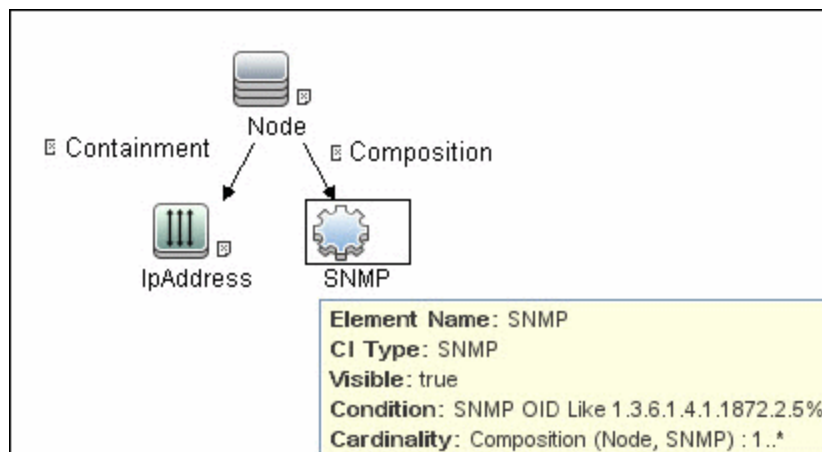 Node
Containment
Composition
IpAddress
SNMP
Element Name: SNMP
CI Type: SNMP
Visible: true
Condition: SNMP OID Like 1.3.6.1.4.1.1872.2.5%
Cardinality: Composition (Node, SNMP) : 1..*